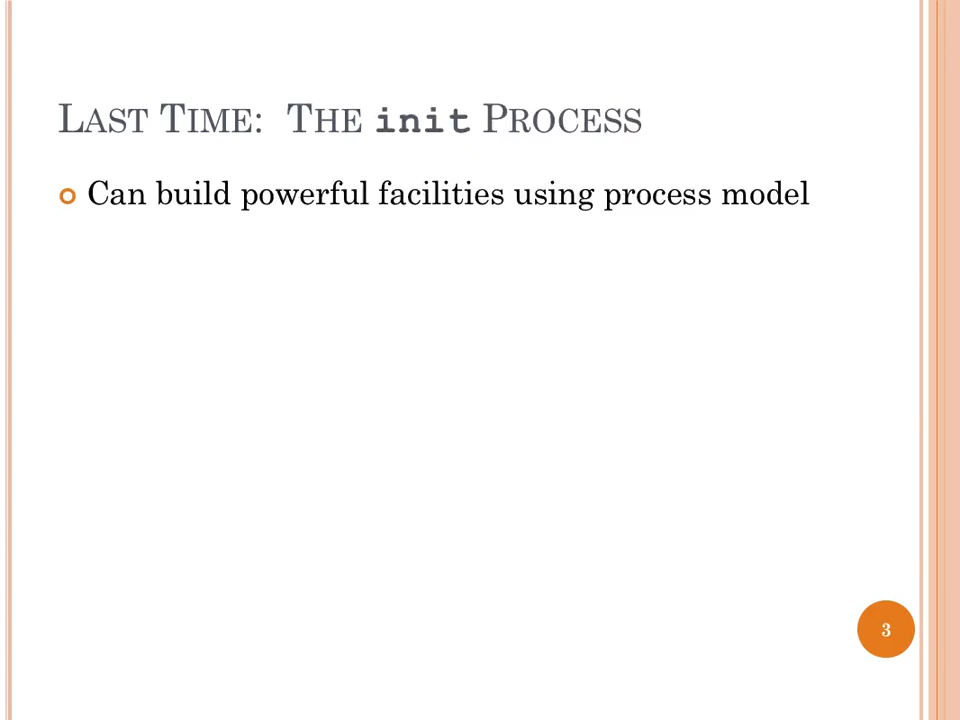 LAST TIME: THE init PROCESS
Can build powerful facilities using process model
3